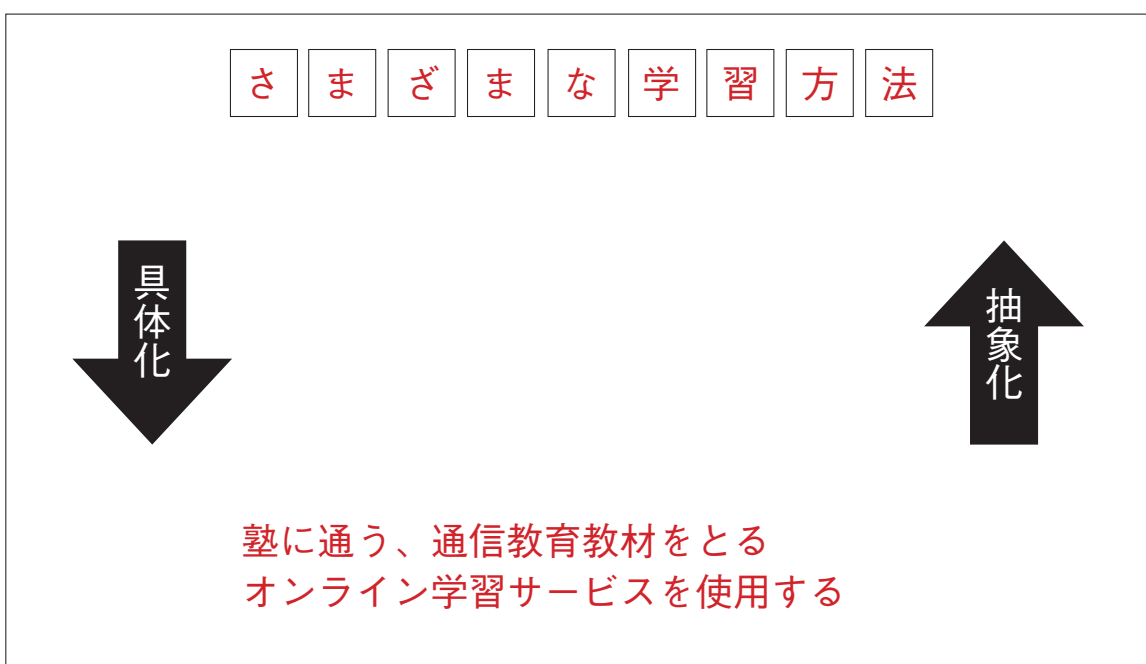 さまざまな学習方法
具体化
抽象化
塾に通う、通信教育教材をとる
オンライン学習サービスを使用する